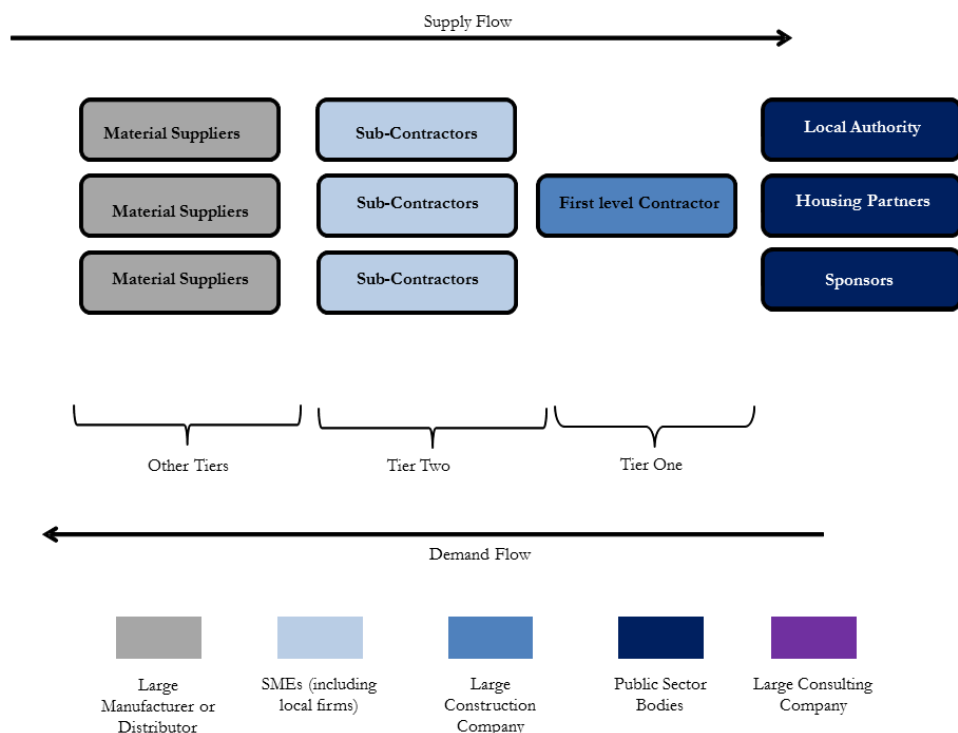 Supply Flow
Material Suppliers
Sub-Contractors
Local Authority
Material Suppliers
Sub-Contractors
First level Contractor
Housing Partners
Material Suppliers
Sub-Contractors
Sponsors
Other Tiers
Tier Two
Tier One
Demand Flow
Large
Manufacturer or
Distributor
SMEs (including
local firms)
Large
Construction
Company
Public Sector
Bodies
Large Consulting
Company